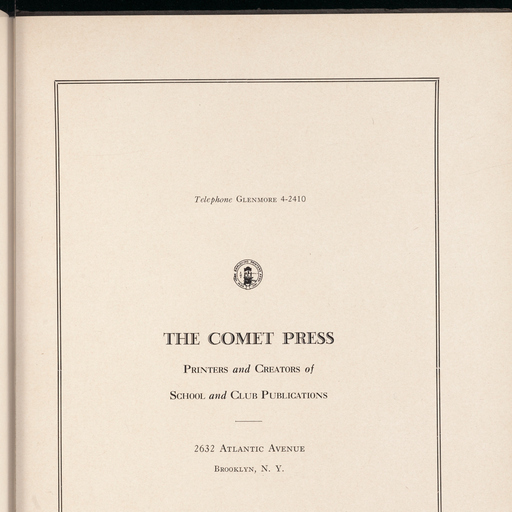 Telephone GLENMORE 4-2410
THE COMET PRESS
PRINTERS and CREATORS of
SCHOOL and CLUB PUBLICATIONS
2632 ATLANTIC AVENUE
BROOKLYN, N. Y.